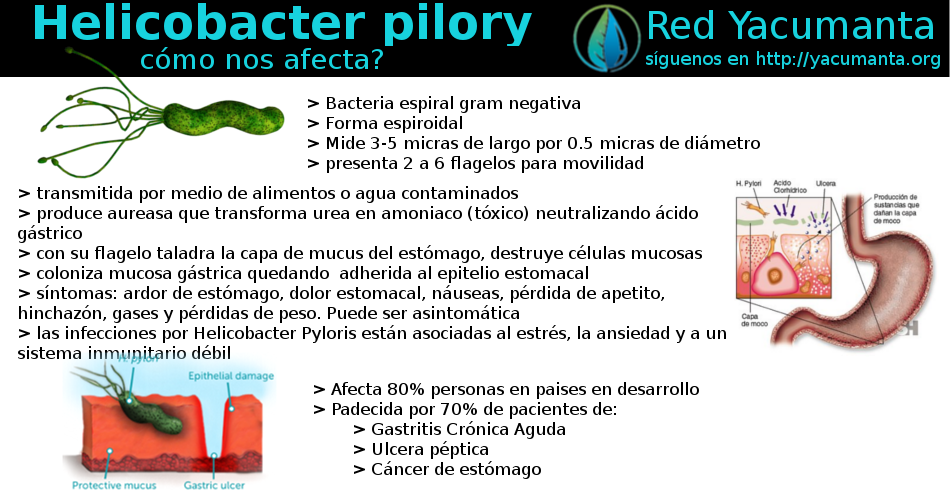 Helicobacter pilory
cómo nos afecta?
Red Yacumanta
síguenos en http://yacumanta.org
> Bacteria espiral gram negativa
> Forma espiroidal
> Mide 3-5 micras de largo por 0.5 micras de diámetro
> presenta 2 a 6 flagelos para movilidad
> transmitida por medio de alimentos o agua contaminados
> produce aureasa que transforma urea en amoniaco (tóxico) neutralizando ácido
gástrico
> con su flagelo taladra la capa de mucus del estómago, destruye células mucosas
> coloniza mucosa gástrica quedando  adherida al epitelio estomacal
> síntomas: ardor de estómago, dolor estomacal, náuseas, pérdida de apetito,
hinchazón, gases y pérdidas de peso. Puede ser asintomática
> las infecciones por Helicobacter Pyloris están asociadas al estrés, la ansiedad y a un
sistema inmunitario débil
H. Pylori
Acido
Clorhídrico
Ulcera
Producción de
sustancias que
dañan la capa
de moco
Capa
de moco
H. pylori
Epithelial damage
Protective mucus
Gastric ulcer
> Afecta 80% personas en paises en desarrollo
> Padecida por 70% de pacientes de:
> Gastritis Crónica Aguda
> Ulcera péptica
> Cáncer de estómago